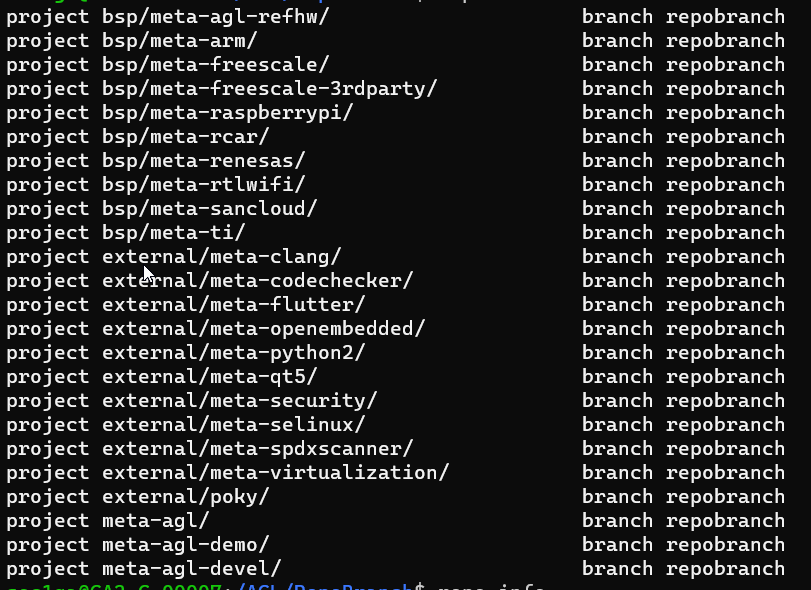 project bsp/meta-agl-refhw/ branch repobranch
project bsp/meta-arm/ branch repobranch
project bsp/meta-freescale/ branch repobranch
project bsp/meta-freescale-3rdparty/ branch repobranch
project bsp/meta-raspberrypi/ branch repobranch
project bsp/meta-rcar/ branch repobranch
project bsp/meta-renesas/ branch repobranch
project bsp/meta-rtlwifi/ branch repobranch
project bsp/meta-sancloud/ branch repobranch
project bsp/meta-ti/ branch repobranch
project external/meta-clang/ branch repobranch
project external/meta-codechecker/ branch repobranch
project external/meta-flutter/ branch repobranch
project external/meta-openembedded/ branch repobranch
project external/meta-python2/ branch repobranch
project external/meta-qt5/ branch repobranch
project external/meta-security/ branch repobranch
project external/meta-selinux/ branch repobranch
project external/meta-spdxscanner/ branch repobranch
project external/meta-virtualization/ branch repobranch
project external/poky/ branch repobranch
project meta-agl/ branch repobranch
project meta-agl-demo/ branch repobranch
project meta-agl-devel/ branch repobranch